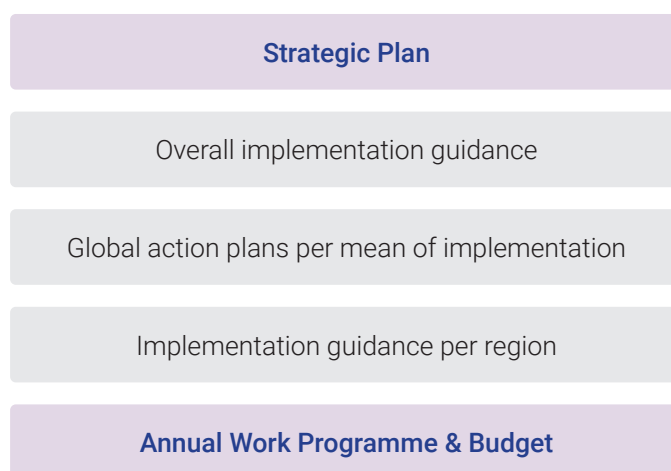 Strategic Plan
Overall implementation guidance
Global action plans per mean of implementation
Implementation guidance per region
Annual Work Programme & Budget